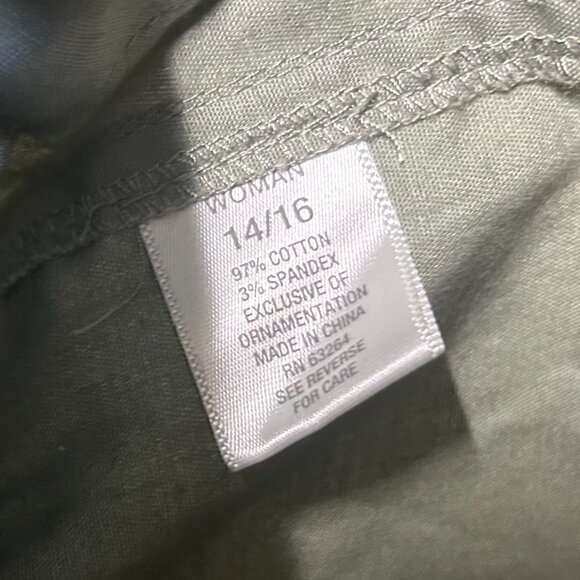 WOMAN
14/16
97% COTTON
3% SPANDEX
EXCLUSIVE OF
ORNAMENTATION
MADE IN CHINA
RN 63264
SEE REVERSE
FOR CARE